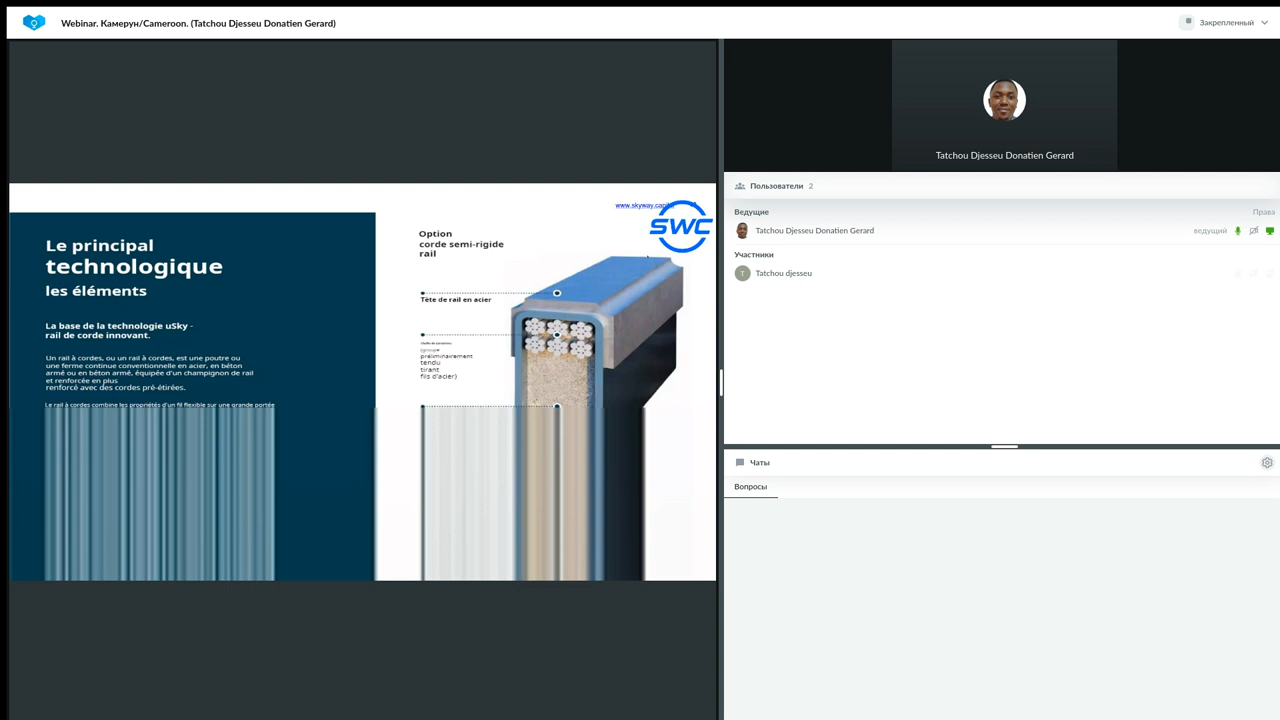 Webinar. Камерун/Cameroon. (Tatchou Djesseu Donatien Gerard)
Закрепленный
www.skyway.capital
SWC
Le principal
technologique
les éléments
La base de la technologie uSky -
rail de corde innovant.
Un rail à cordes, ou un rail à cordes, est une poutre ou
une ferme continue conventionnelle en acier, en béton
armé ou en béton armé, équipée d'un champignon de rail
et renforcée en plus
renforcé avec des cordes pré-étirées.
Le rail à cordes combine les propriétés d'un fil flexible sur une grande portée
Option
corde semi-rigide
rail
Tête de rail en acier
préliminairement
tendu
tirant
fils d'acier)
Tatchou Djesseu Donatien Gerard
Пользователи 2
Ведущие Права
Tatchou Djesseu Donatien Gerard ведущий
Участники
T Tatchou djesseu
Чаты
Вопросы